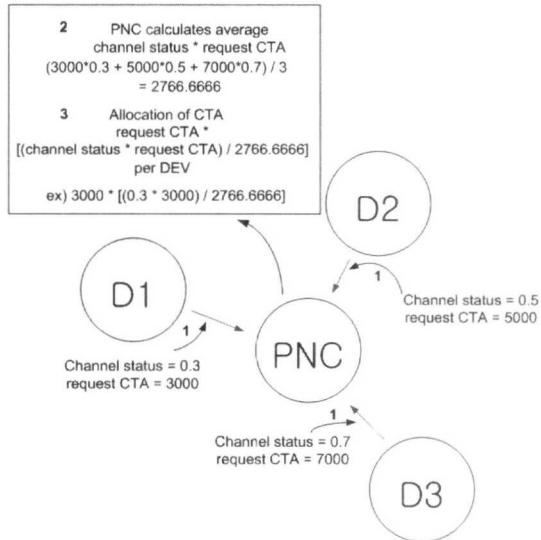 2 PNC calculates average
channel status * request CTA
(3000*0.3 + 5000*0.5 + 7000*0.7) / 3
= 2766.6666
3 Allocation of CTA
request CTA *
[(channel status * request CTA) / 2766.6666]
per DEV
ex) 3000 * [(0.3 * 3000) / 2766.6666]
D2
1
Channel status = 0.5
request CTA = 5000
D1
1
Channel status = 0.3
request CTA = 3000
PNC
1
Channel status = 0.7
request CTA = 7000
D3